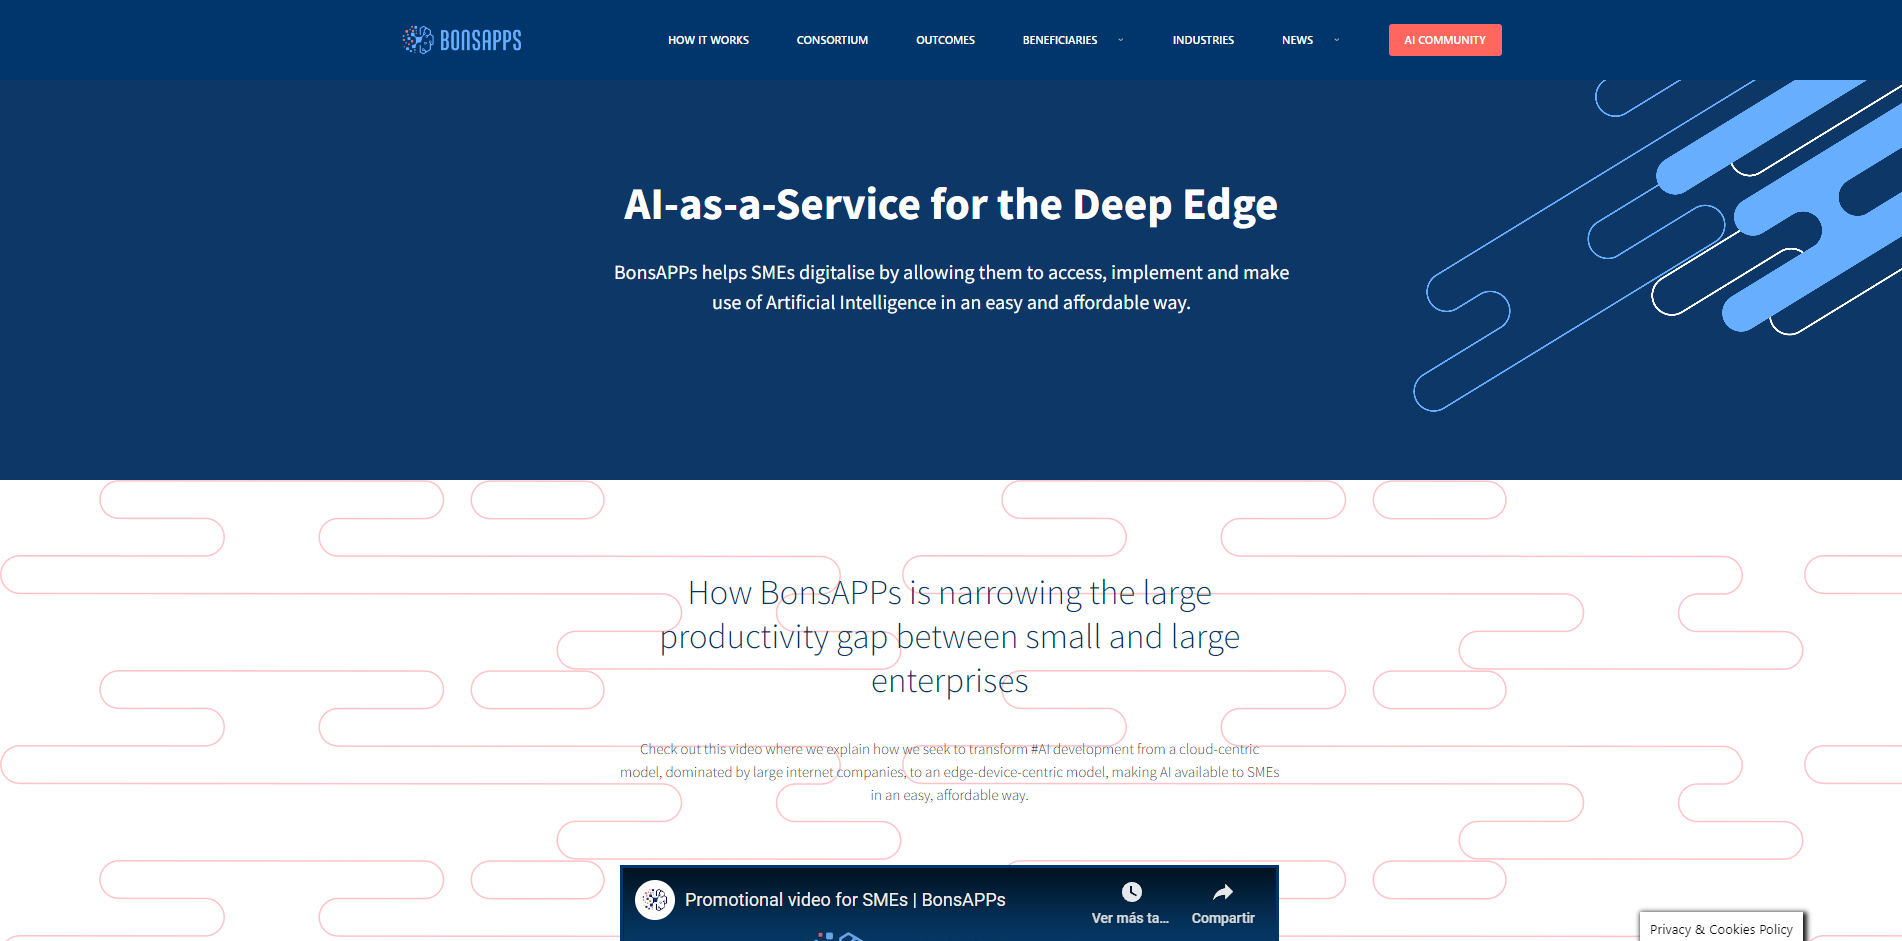 BONSAPPS
HOW IT WORKS
CONSORTIUM
OUTCOMES
BENEFICIARIES
INDUSTRIES
NEWS
AI COMMUNITY
AI-as-a-Service for the Deep Edge
BonsAPPs helps SMEs digitalise by allowing them to access, implement and make
use of Artificial Intelligence in an easy and affordable way.
How BonsAPPs is narrowing the large
productivity gap between small and large
enterprises
Check out this video where we explain how we seek to transform #AI development from a cloud-centric
model, dominated by large internet companies, to an edge-device-centric model, making AI available to SMEs
in an easy, affordable way.
Promotional video for SMEs | BonsAPPs
Ver más ta...
Compartir
Privacy & Cookies Policy